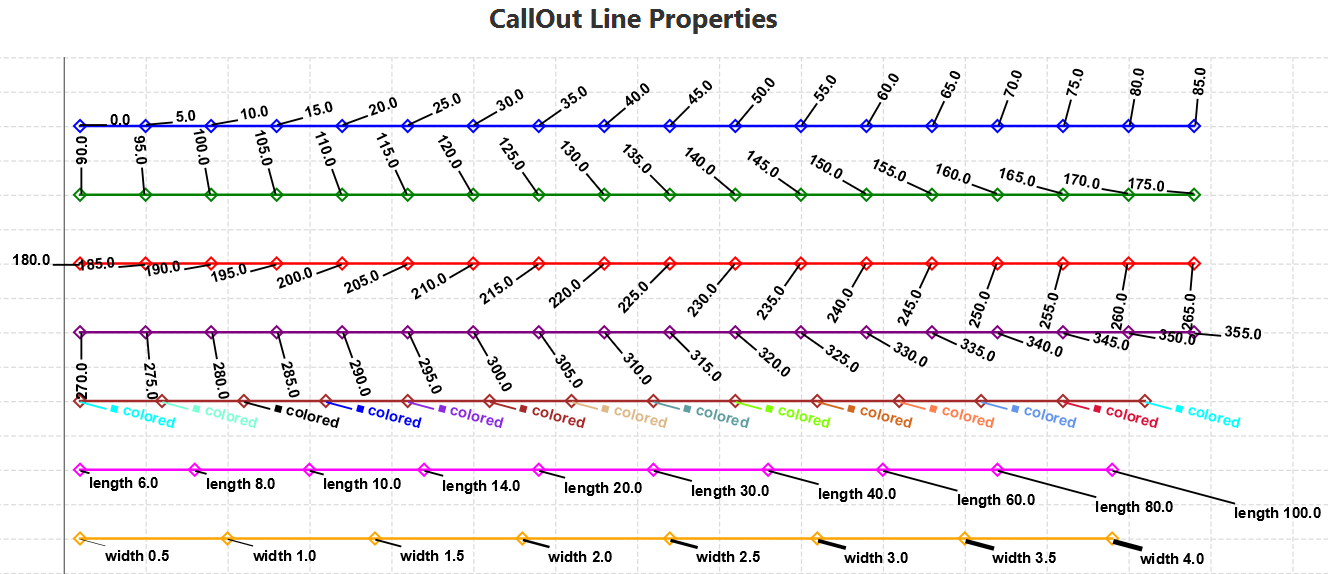 CallOut Line Properties
0.0 5.0 10.0 15.0 20.0 25.0 30.0 35.0 40.0 45.0 50.0 55.0 60.0 65.0 70.0 75.0 80.0 85.0
90.0 95.0 100.0 105.0 110.0 115.0 120.0 125.0 130.0 135.0 140.0 145.0 150.0 155.0 160.0 165.0 170.0 175.0
180.0 185.0 190.0 195.0 200.0 205.0 210.0 215.0 220.0 225.0 230.0 235.0 240.0 245.0 250.0 255.0 260.0 265.0
270.0 275.0 280.0 285.0 290.0 295.0 300.0 305.0 310.0 315.0 320.0 325.0 330.0 335.0 340.0 345.0 350.0 355.0
colored colored colored colored colored colored colored colored colored colored colored colored colored colored
length 6.0 length 8.0 length 10.0 length 14.0 length 20.0 length 30.0 length 40.0 length 60.0 length 80.0 length 100.0
width 0.5 width 1.0 width 1.5 width 2.0 width 2.5 width 3.0 width 3.5 width 4.0